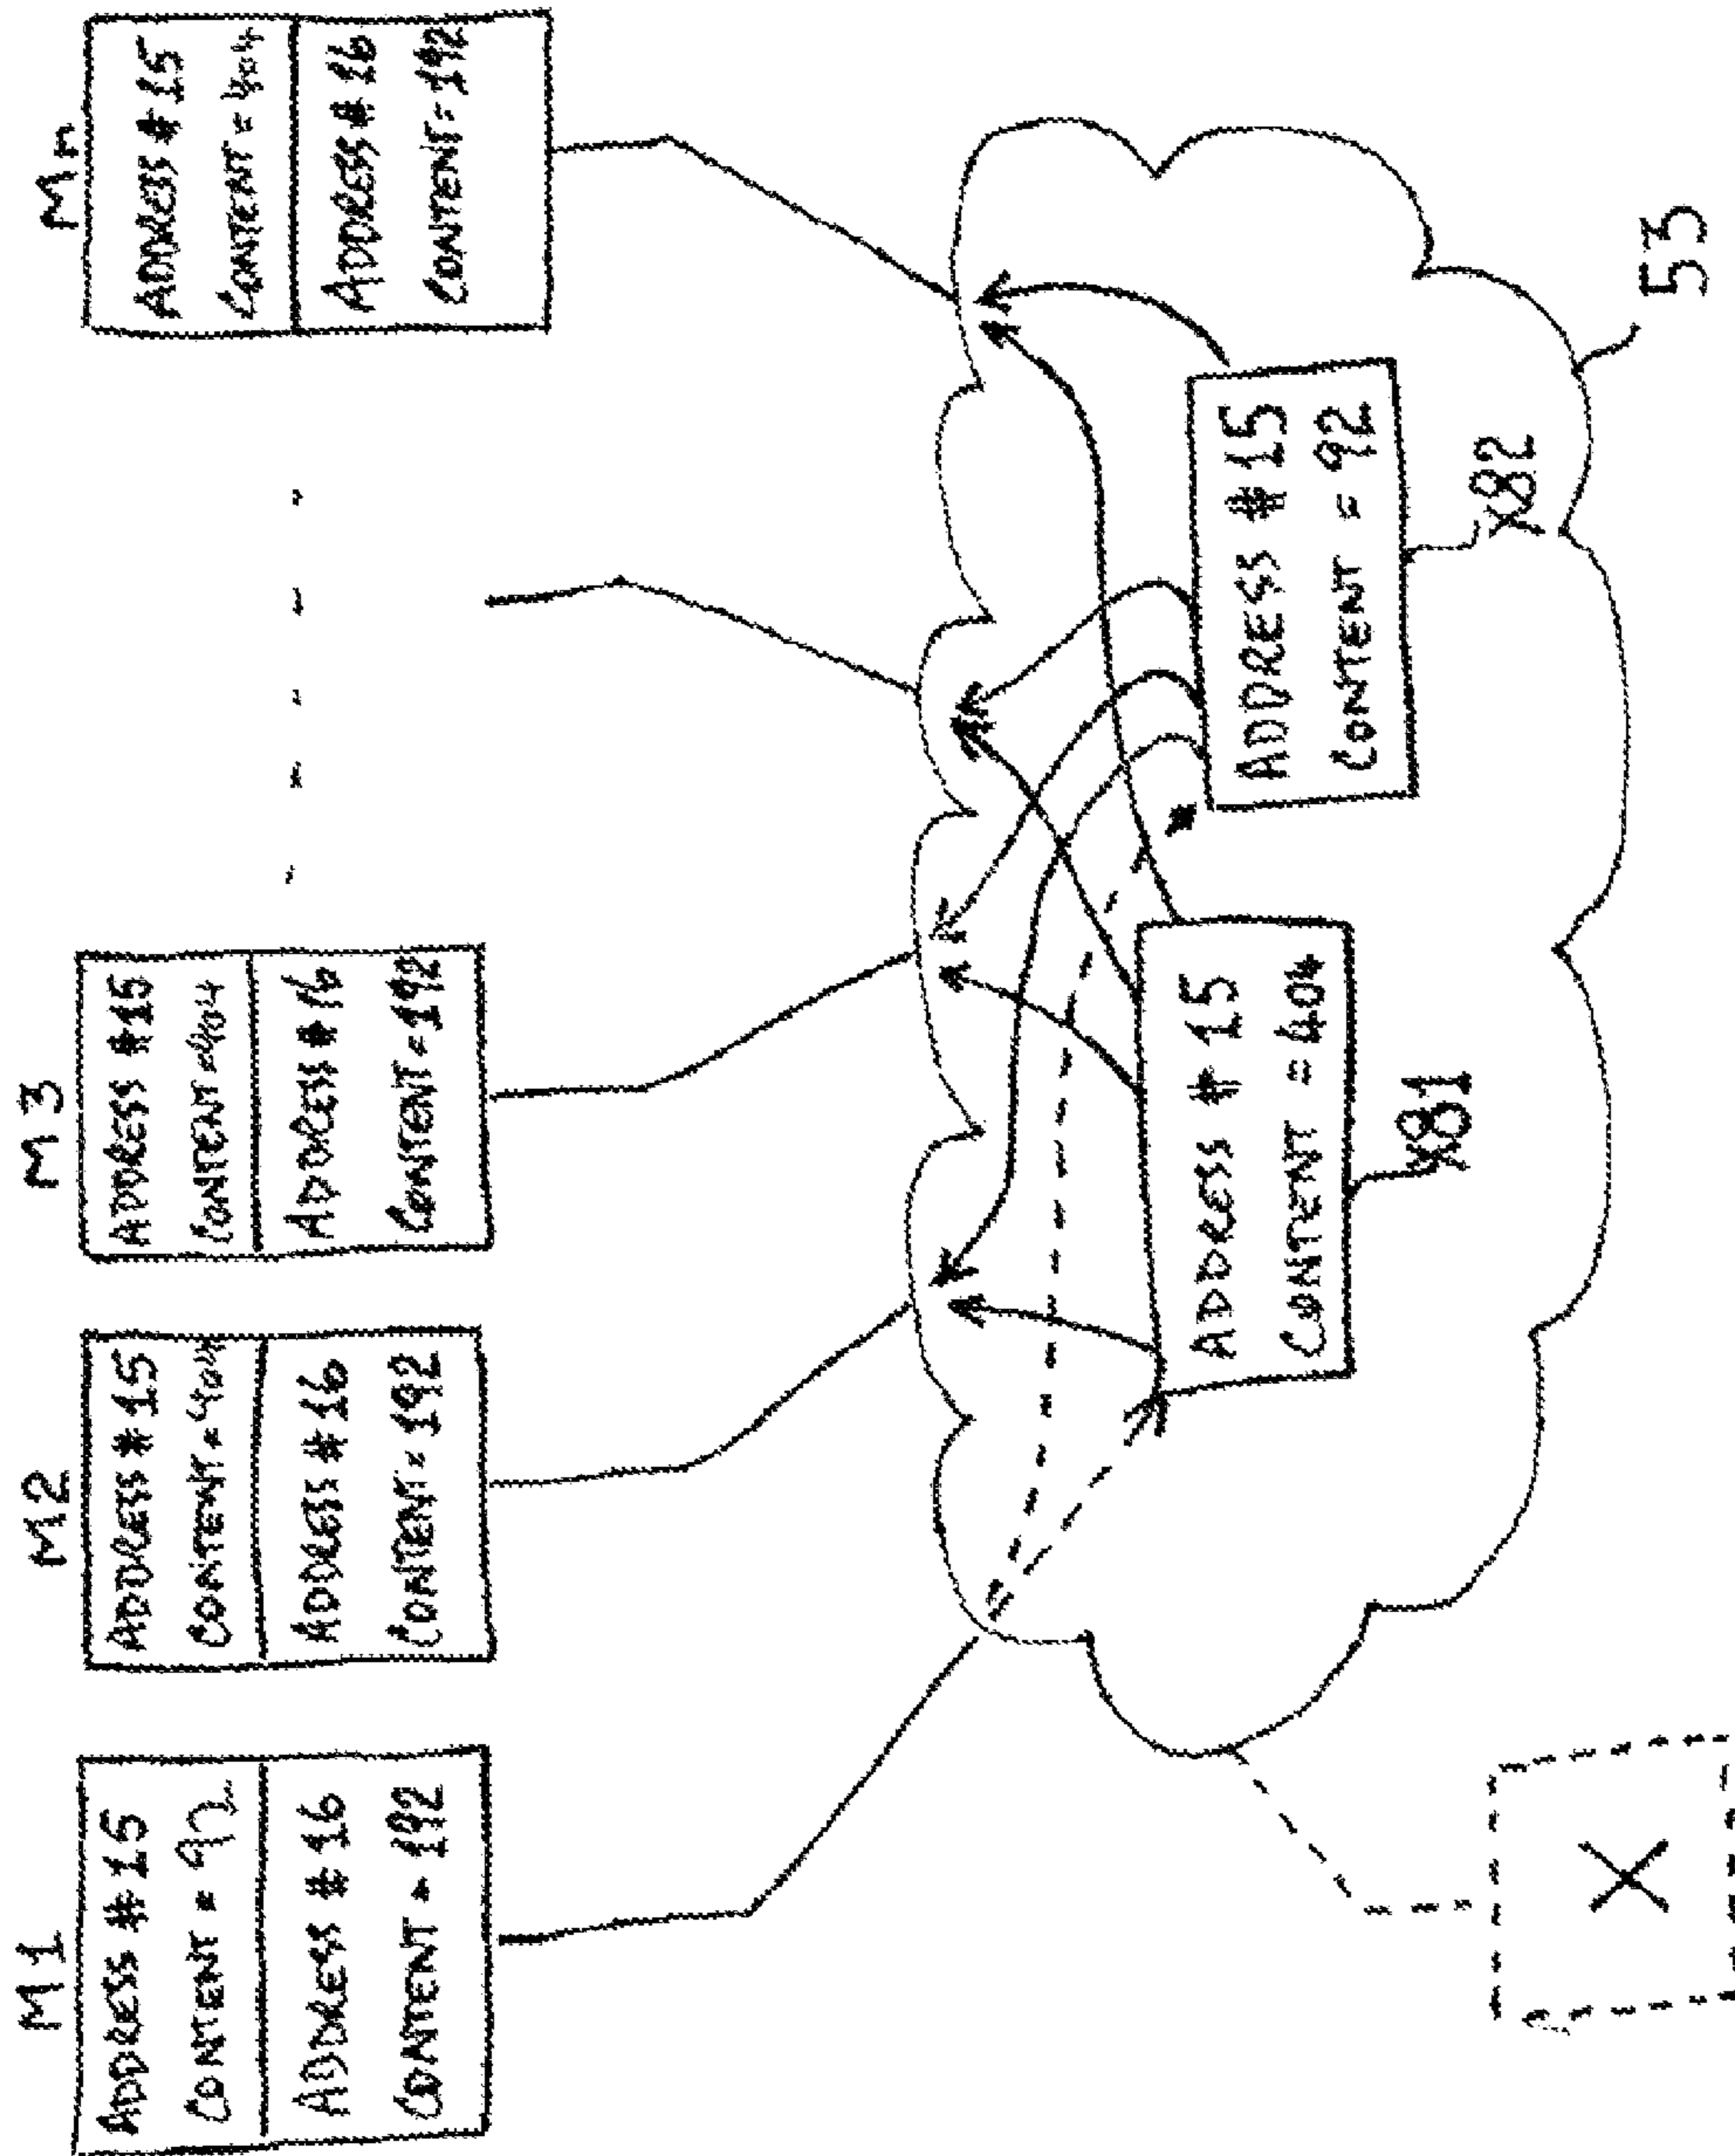 M1
ADDRESS #15
CONTENT = 92
ADDRESS #16
CONTENT = 192
M2
ADDRESS #15
CONTENT = 404
ADDRESS #16
CONTENT = 192
M3
ADDRESS #15
CONTENT = 404
ADDRESS #16
CONTENT = 192
Mn
ADDRESS #15
CONTENT = 404
ADDRESS #16
CONTENT = 192
ADDRESS #15
CONTENT = 404
X81
ADDRESS #15
CONTENT = 92
X82
53
X